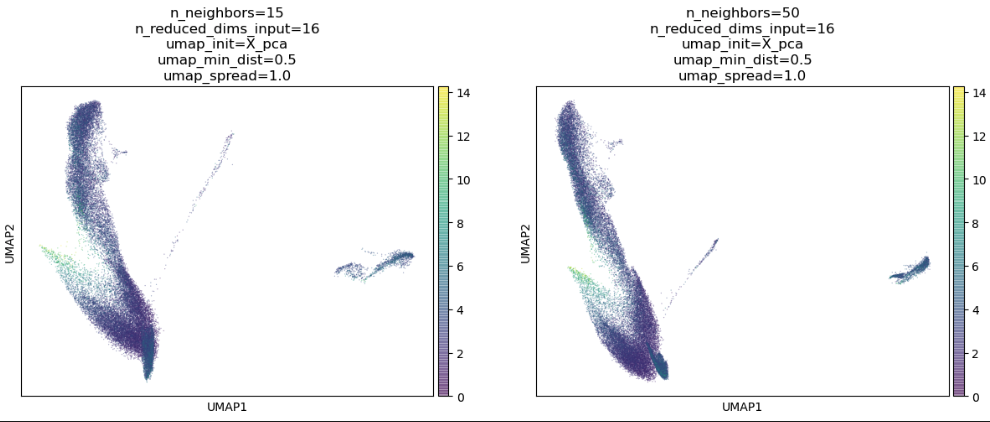 n_neighbors=15
n_reduced_dims_input=16
umap_init=X_pca
umap_min_dist=0.5
umap_spread=1.0
UMAP2
UMAP1
14
12
10
8
6
4
2
0
n_neighbors=50
n_reduced_dims_input=16
umap_init=X_pca
umap_min_dist=0.5
umap_spread=1.0
UMAP2
UMAP1
14
12
10
8
6
4
2
0